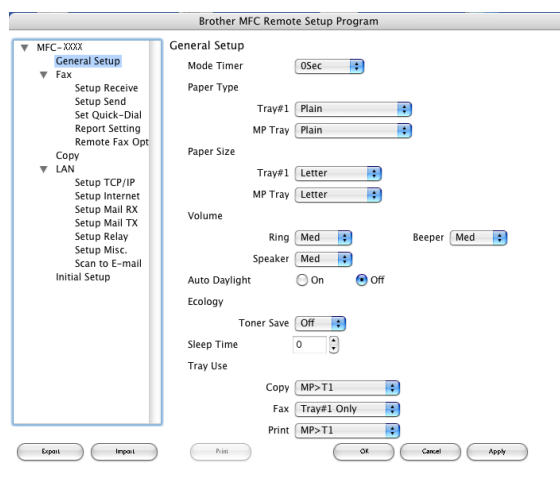 Brother MFC Remote Setup Program
MFC-XXXX
General Setup
Fax
Setup Receive
Setup Send
Set Quick-Dial
Report Setting
Remote Fax Opt
Copy
LAN
Setup TCP/IP
Setup Internet
Setup Mail RX
Setup Mail TX
Setup Relay
Setup Misc.
Scan to E-mail
Initial Setup
General Setup
Mode Timer 0Sec
Paper Type
Tray#1 Plain
MP Tray Plain
Paper Size
Tray#1 Letter
MP Tray Letter
Volume
Ring Med Beeper Med
Speaker Med
Auto Daylight On Off
Ecology
Toner Save Off
Sleep Time 0
Tray Use
Copy MP>T1
Fax Tray#1 Only
Print MP>T1
Export Import Print OK Cancel Apply